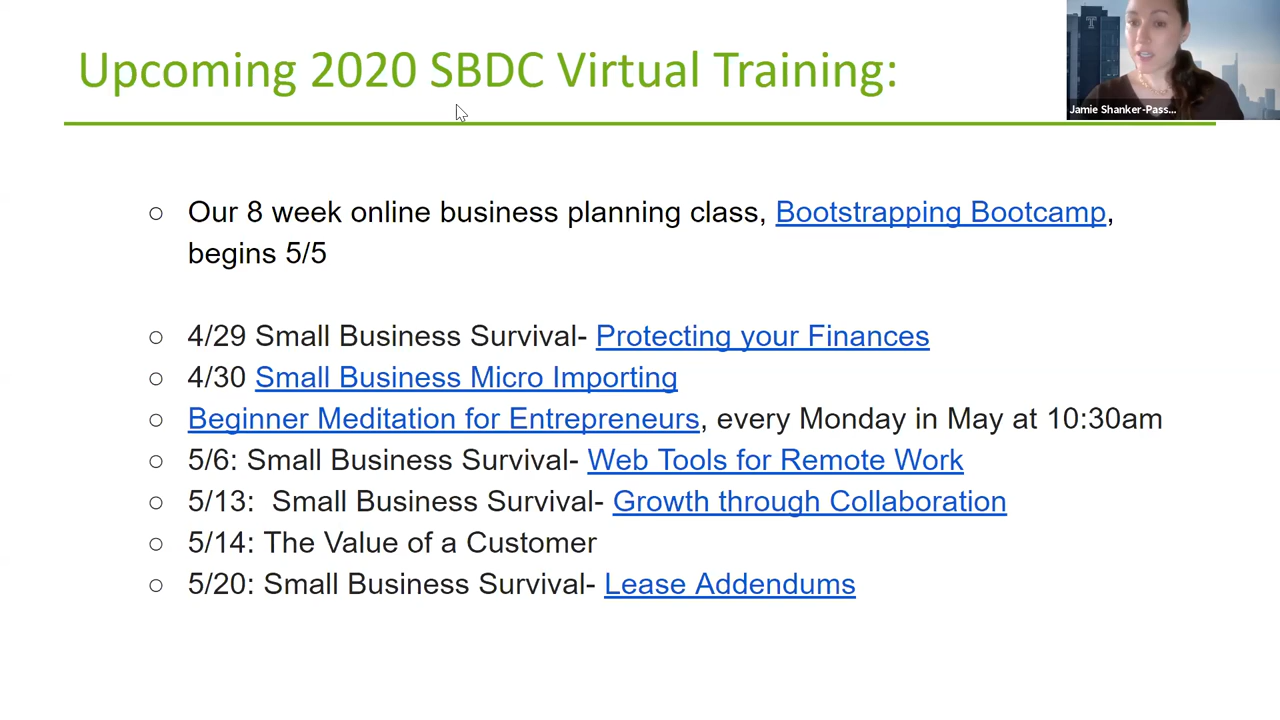 Upcoming 2020 SBDC Virtual Training:
T
Jamie Shanker-Pass...
○ Our 8 week online business planning class, Bootstrapping Bootcamp,
begins 5/5
○ 4/29 Small Business Survival- Protecting your Finances
○ 4/30 Small Business Micro Importing
○ Beginner Meditation for Entrepreneurs, every Monday in May at 10:30am
○ 5/6: Small Business Survival- Web Tools for Remote Work
○ 5/13:  Small Business Survival- Growth through Collaboration
○ 5/14: The Value of a Customer
○ 5/20: Small Business Survival- Lease Addendums